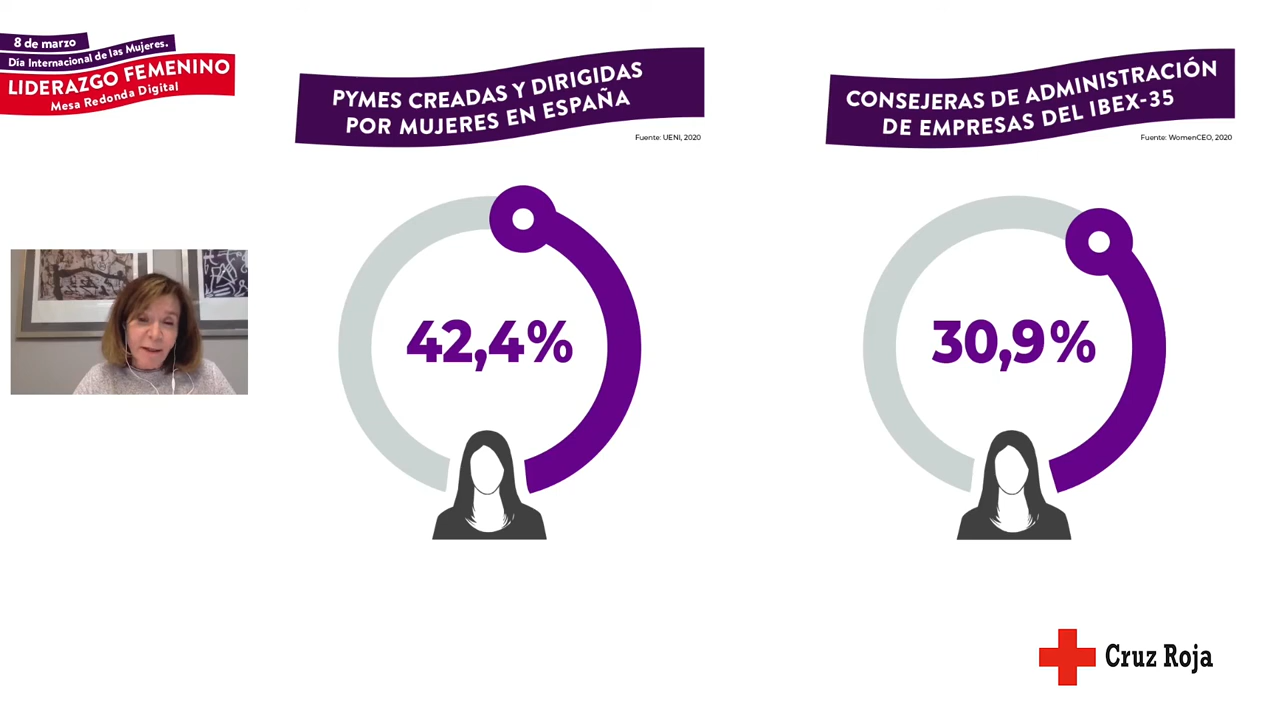 8 de marzo
Día Internacional de las Mujeres.
LIDERAZGO FEMENINO
Mesa Redonda Digital
PYMES CREADAS Y DIRIGIDAS
POR MUJERES EN ESPAÑA
Fuente: UENI, 2020
42,4%
CONSEJERAS DE ADMINISTRACIÓN
DE EMPRESAS DEL IBEX-35
Fuente: WomenCEO, 2020
30,9%
Cruz Roja